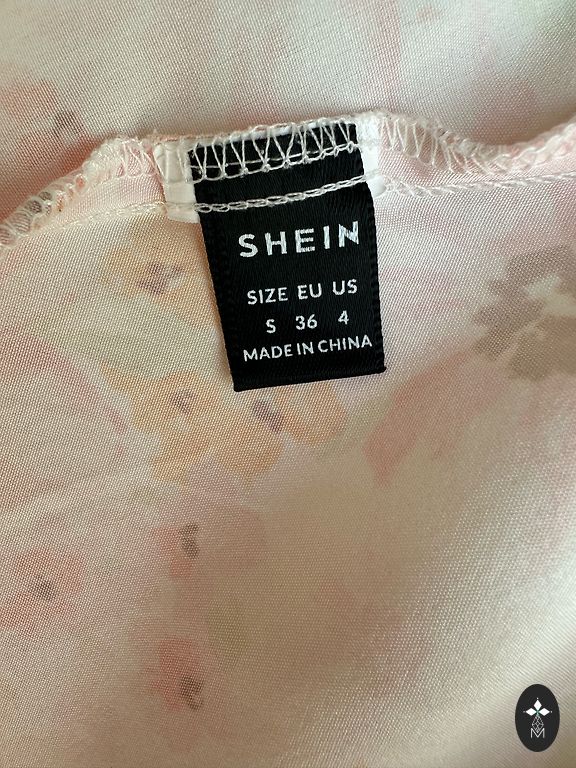 SHEIN
SIZE EU US
S 36 4
MADE IN CHINA
M